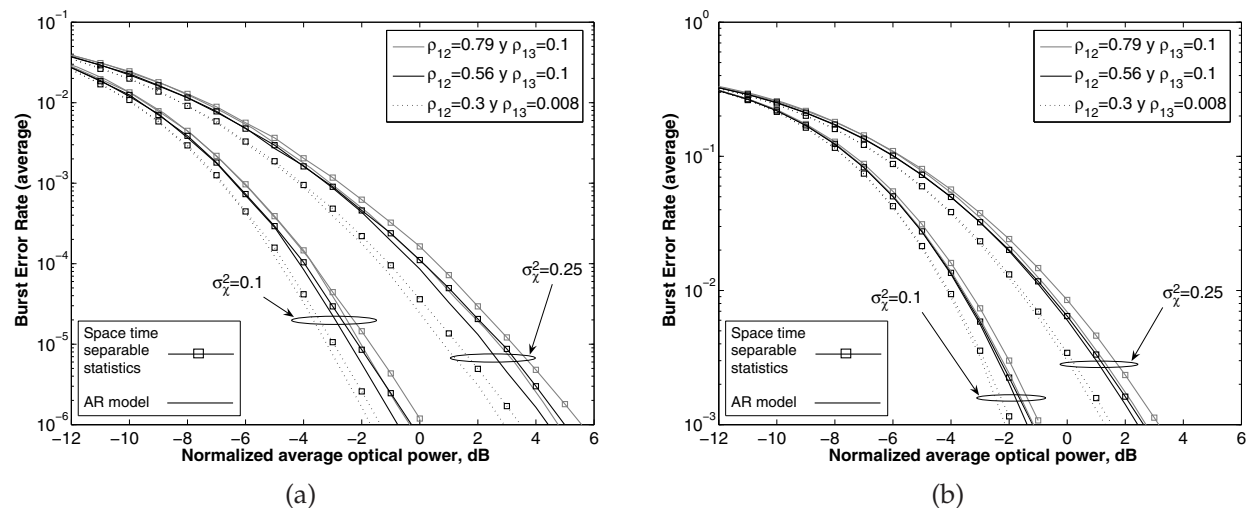 10⁻¹
10⁻²
10⁻³
10⁻⁴
10⁻⁵
10⁻⁶
Burst Error Rate (average)
ρ₁₂=0.79 y ρ₁₃=0.1
ρ₁₂=0.56 y ρ₁₃=0.1
ρ₁₂=0.3 y ρ₁₃=0.008
σ²χ=0.1
σ²χ=0.25
Space time
separable
statistics
AR model
−12 −10 −8 −6 −4 −2 0 2 4 6
Normalized average optical power, dB
(a)
10⁰
10⁻¹
10⁻²
10⁻³
Burst Error Rate (average)
ρ₁₂=0.79 y ρ₁₃=0.1
ρ₁₂=0.56 y ρ₁₃=0.1
ρ₁₂=0.3 y ρ₁₃=0.008
σ²χ=0.1
σ²χ=0.25
Space time
separable
statistics
AR model
−12 −10 −8 −6 −4 −2 0 2 4 6
Normalized average optical power, dB
(b)